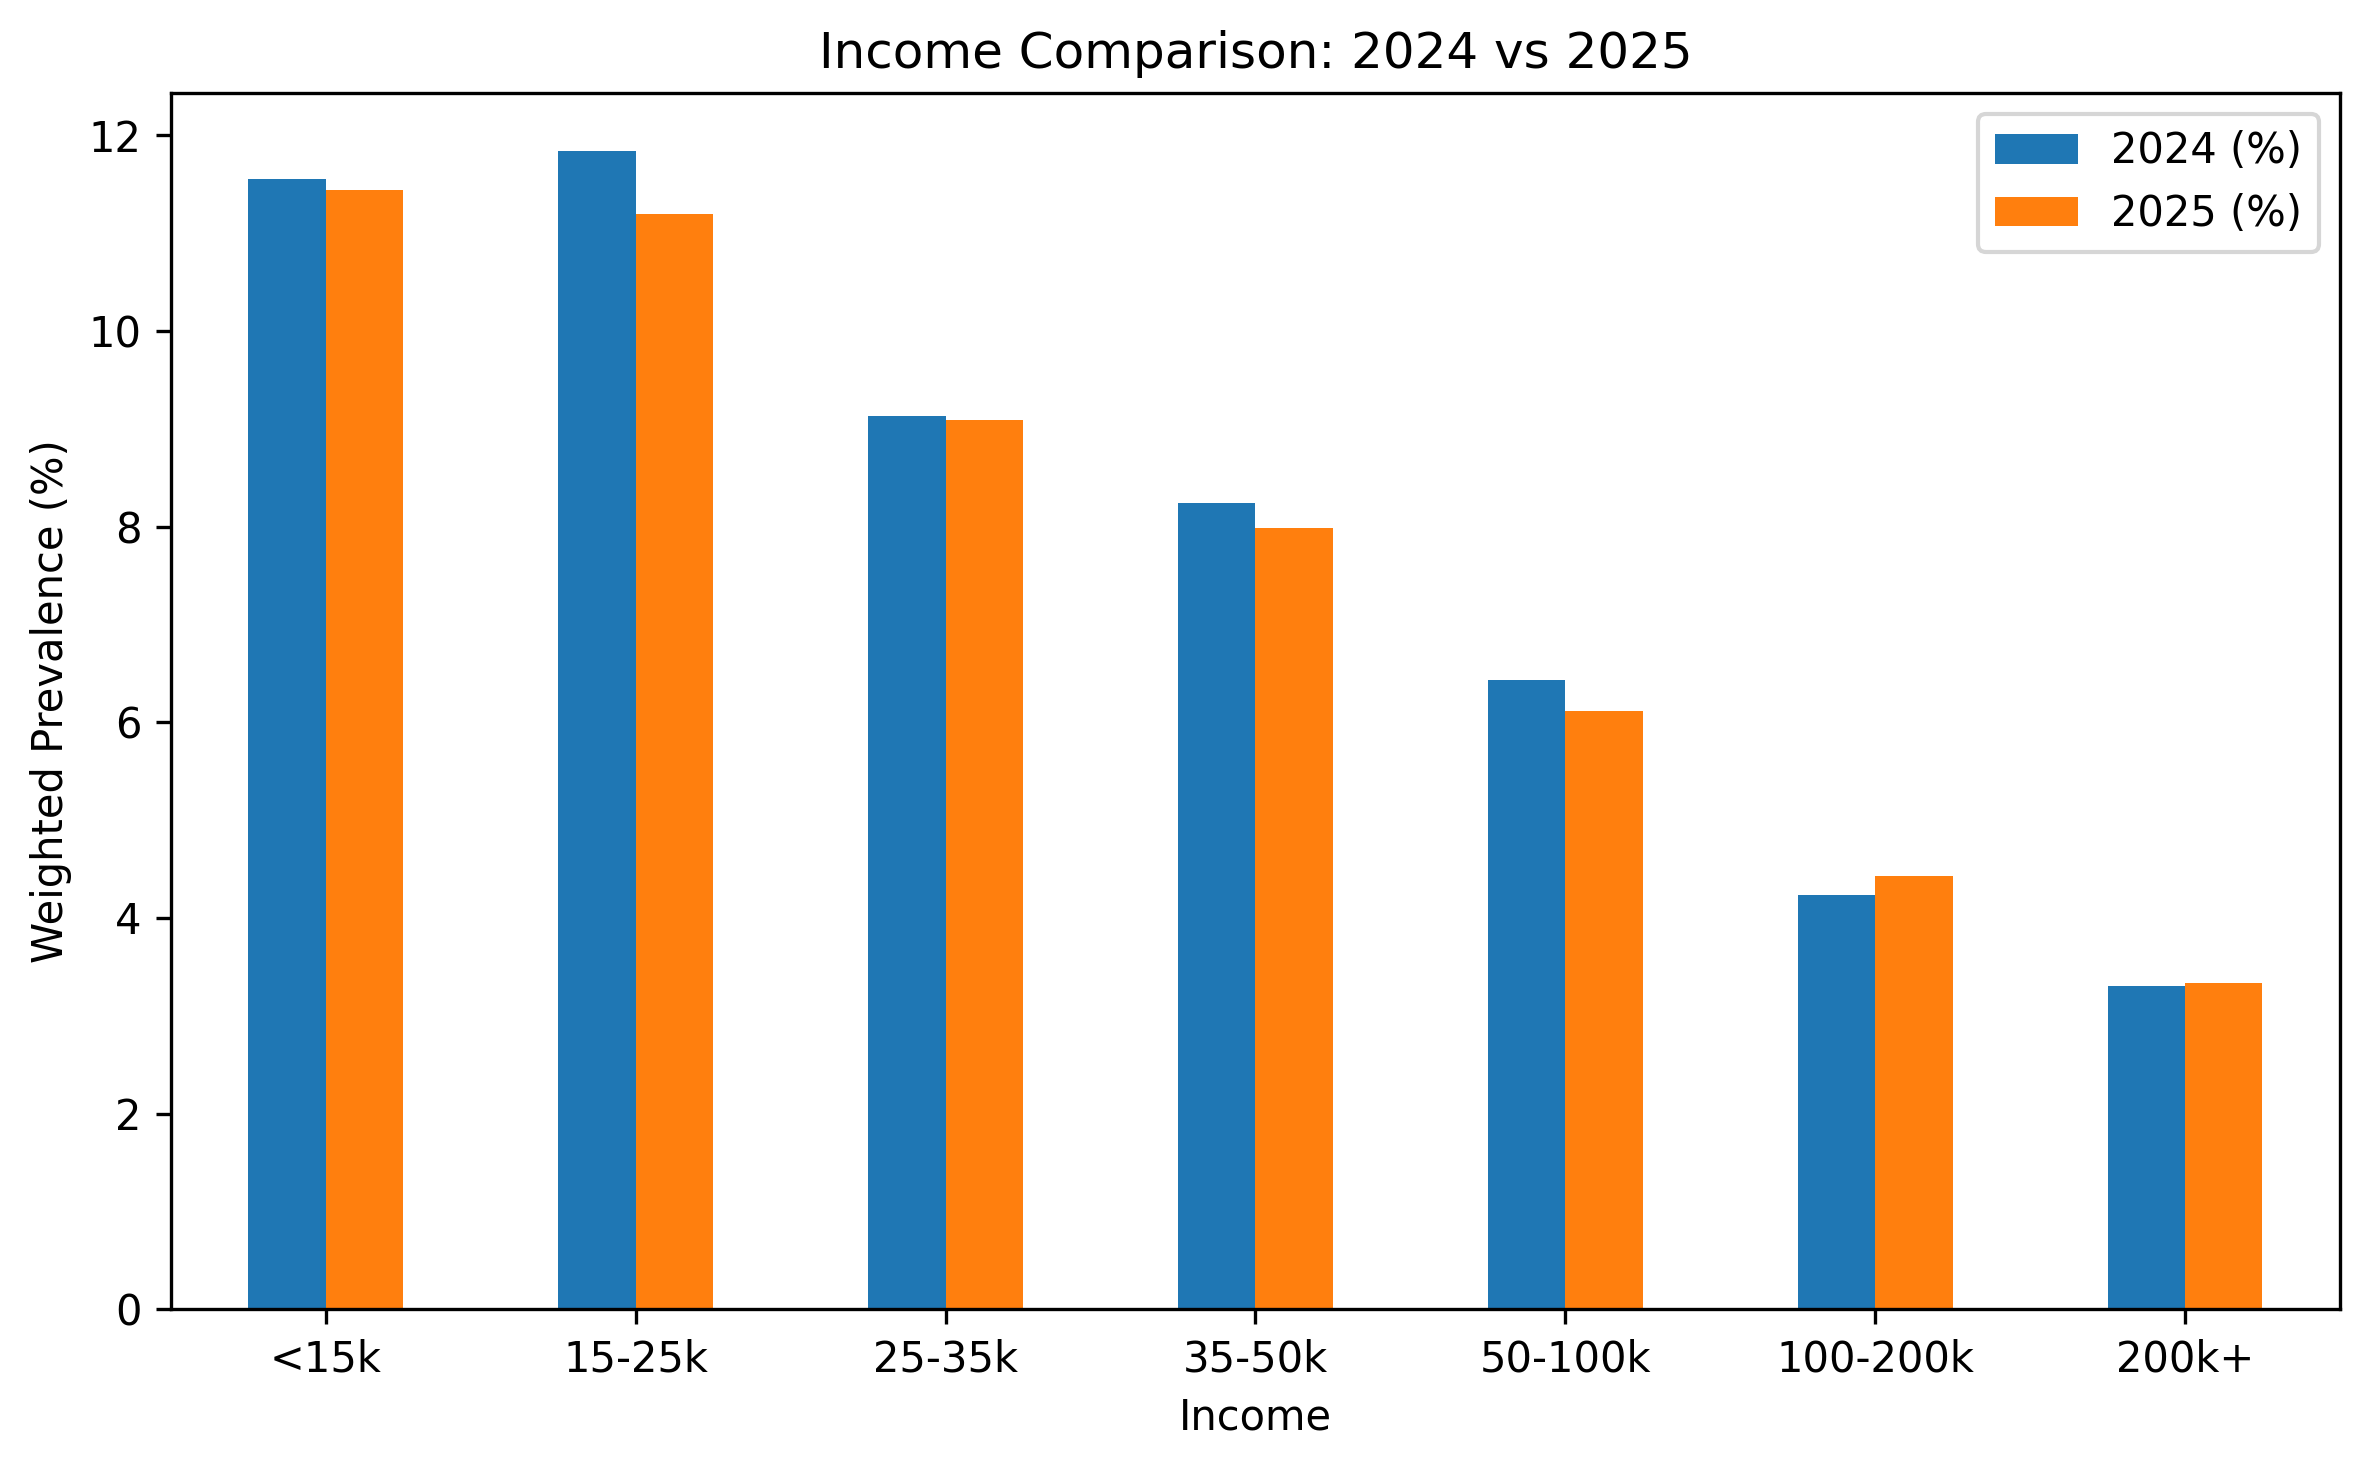 Income Comparison: 2024 vs 2025
2024 (%)
2025 (%)
Weighted Prevalence (%)
12
10
8
6
4
2
0
<15k 15-25k 25-35k 35-50k 50-100k 100-200k 200k+
Income